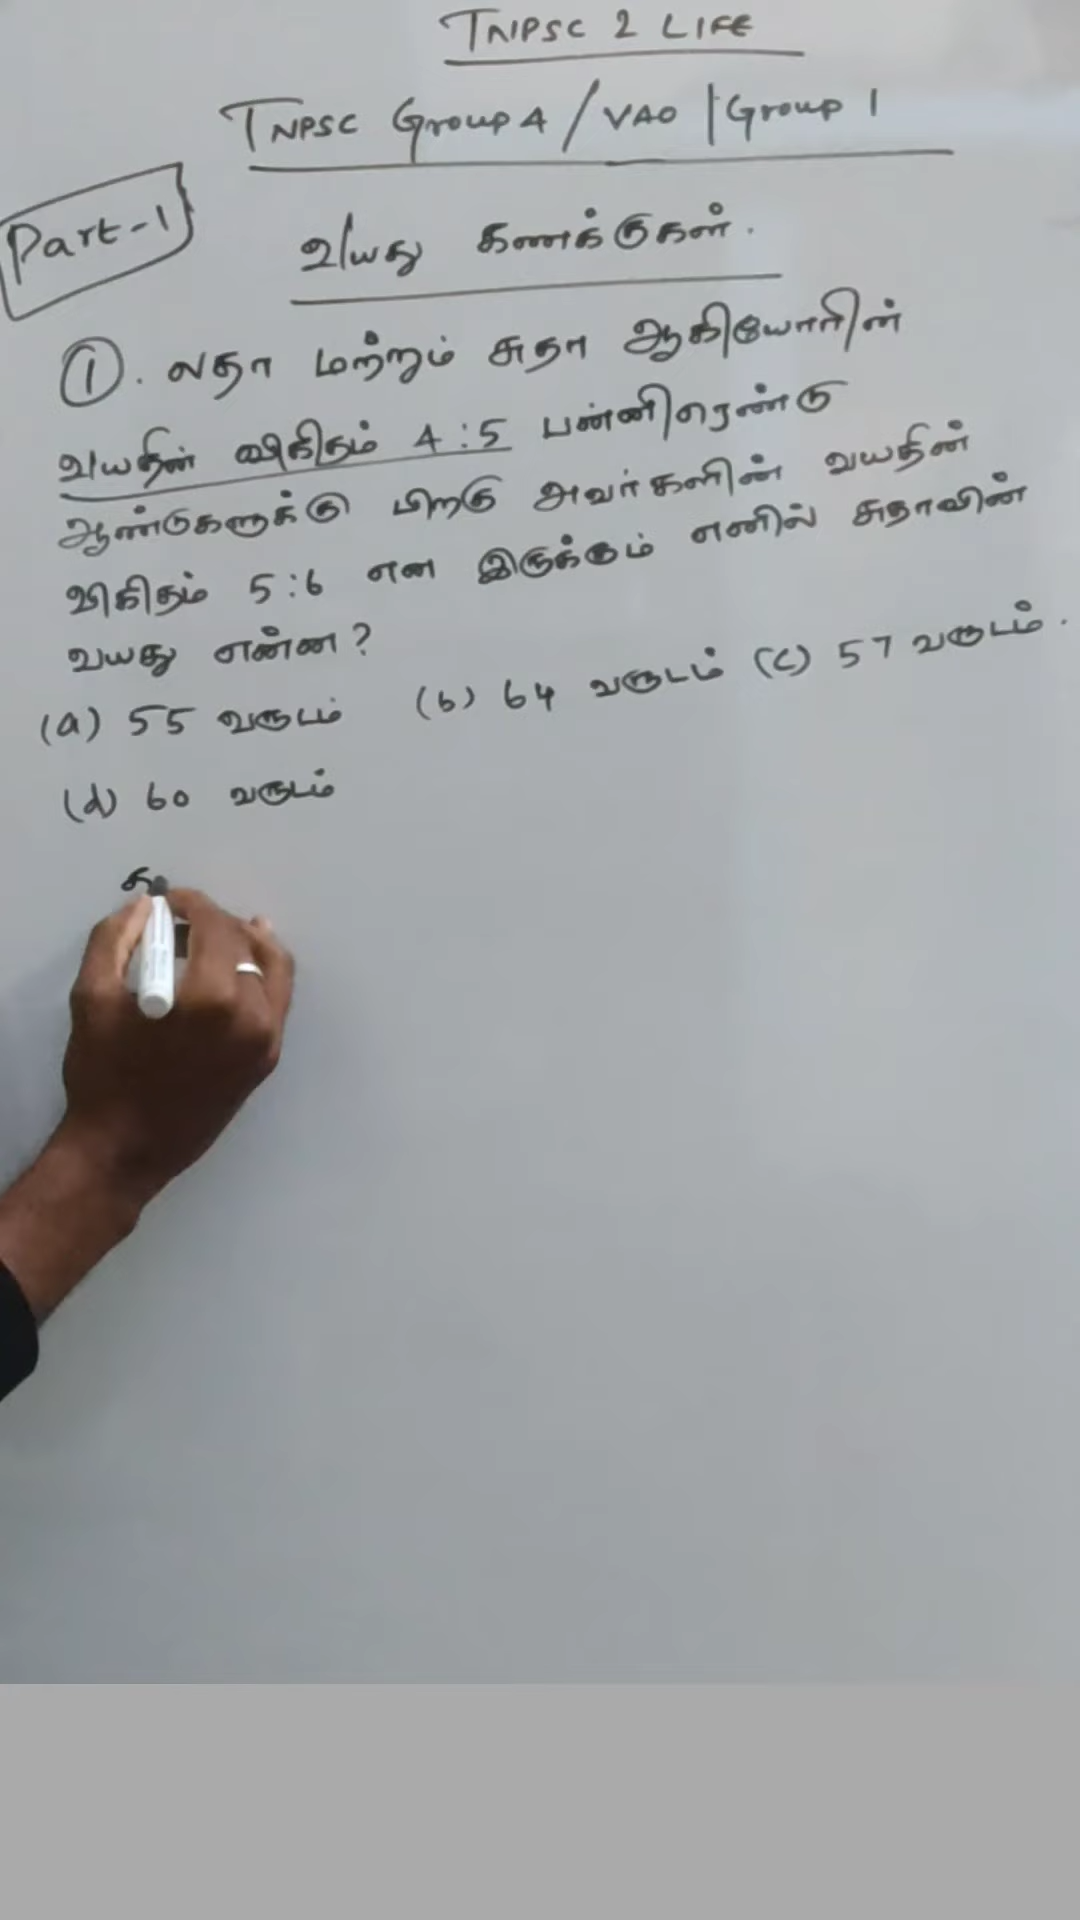 TNPSC 2 LIFE
TNPSC Group 4 / VAO | Group 1
Part-1
வயது கணக்குகள்.
①. லதா மற்றும் சுதா ஆகியோரின்
வயதின் விகிதம் 4:5 பன்னிரெண்டு
ஆண்டுகளுக்கு பிறகு அவர்களின் வயதின்
விகிதம் 5:6 என இருக்கும் எனில் சுதாவின்
வயது என்ன?
(a) 55 வருடம் (b) 64 வருடம் (c) 57 வருடம்.
(d) 60 வருடம்